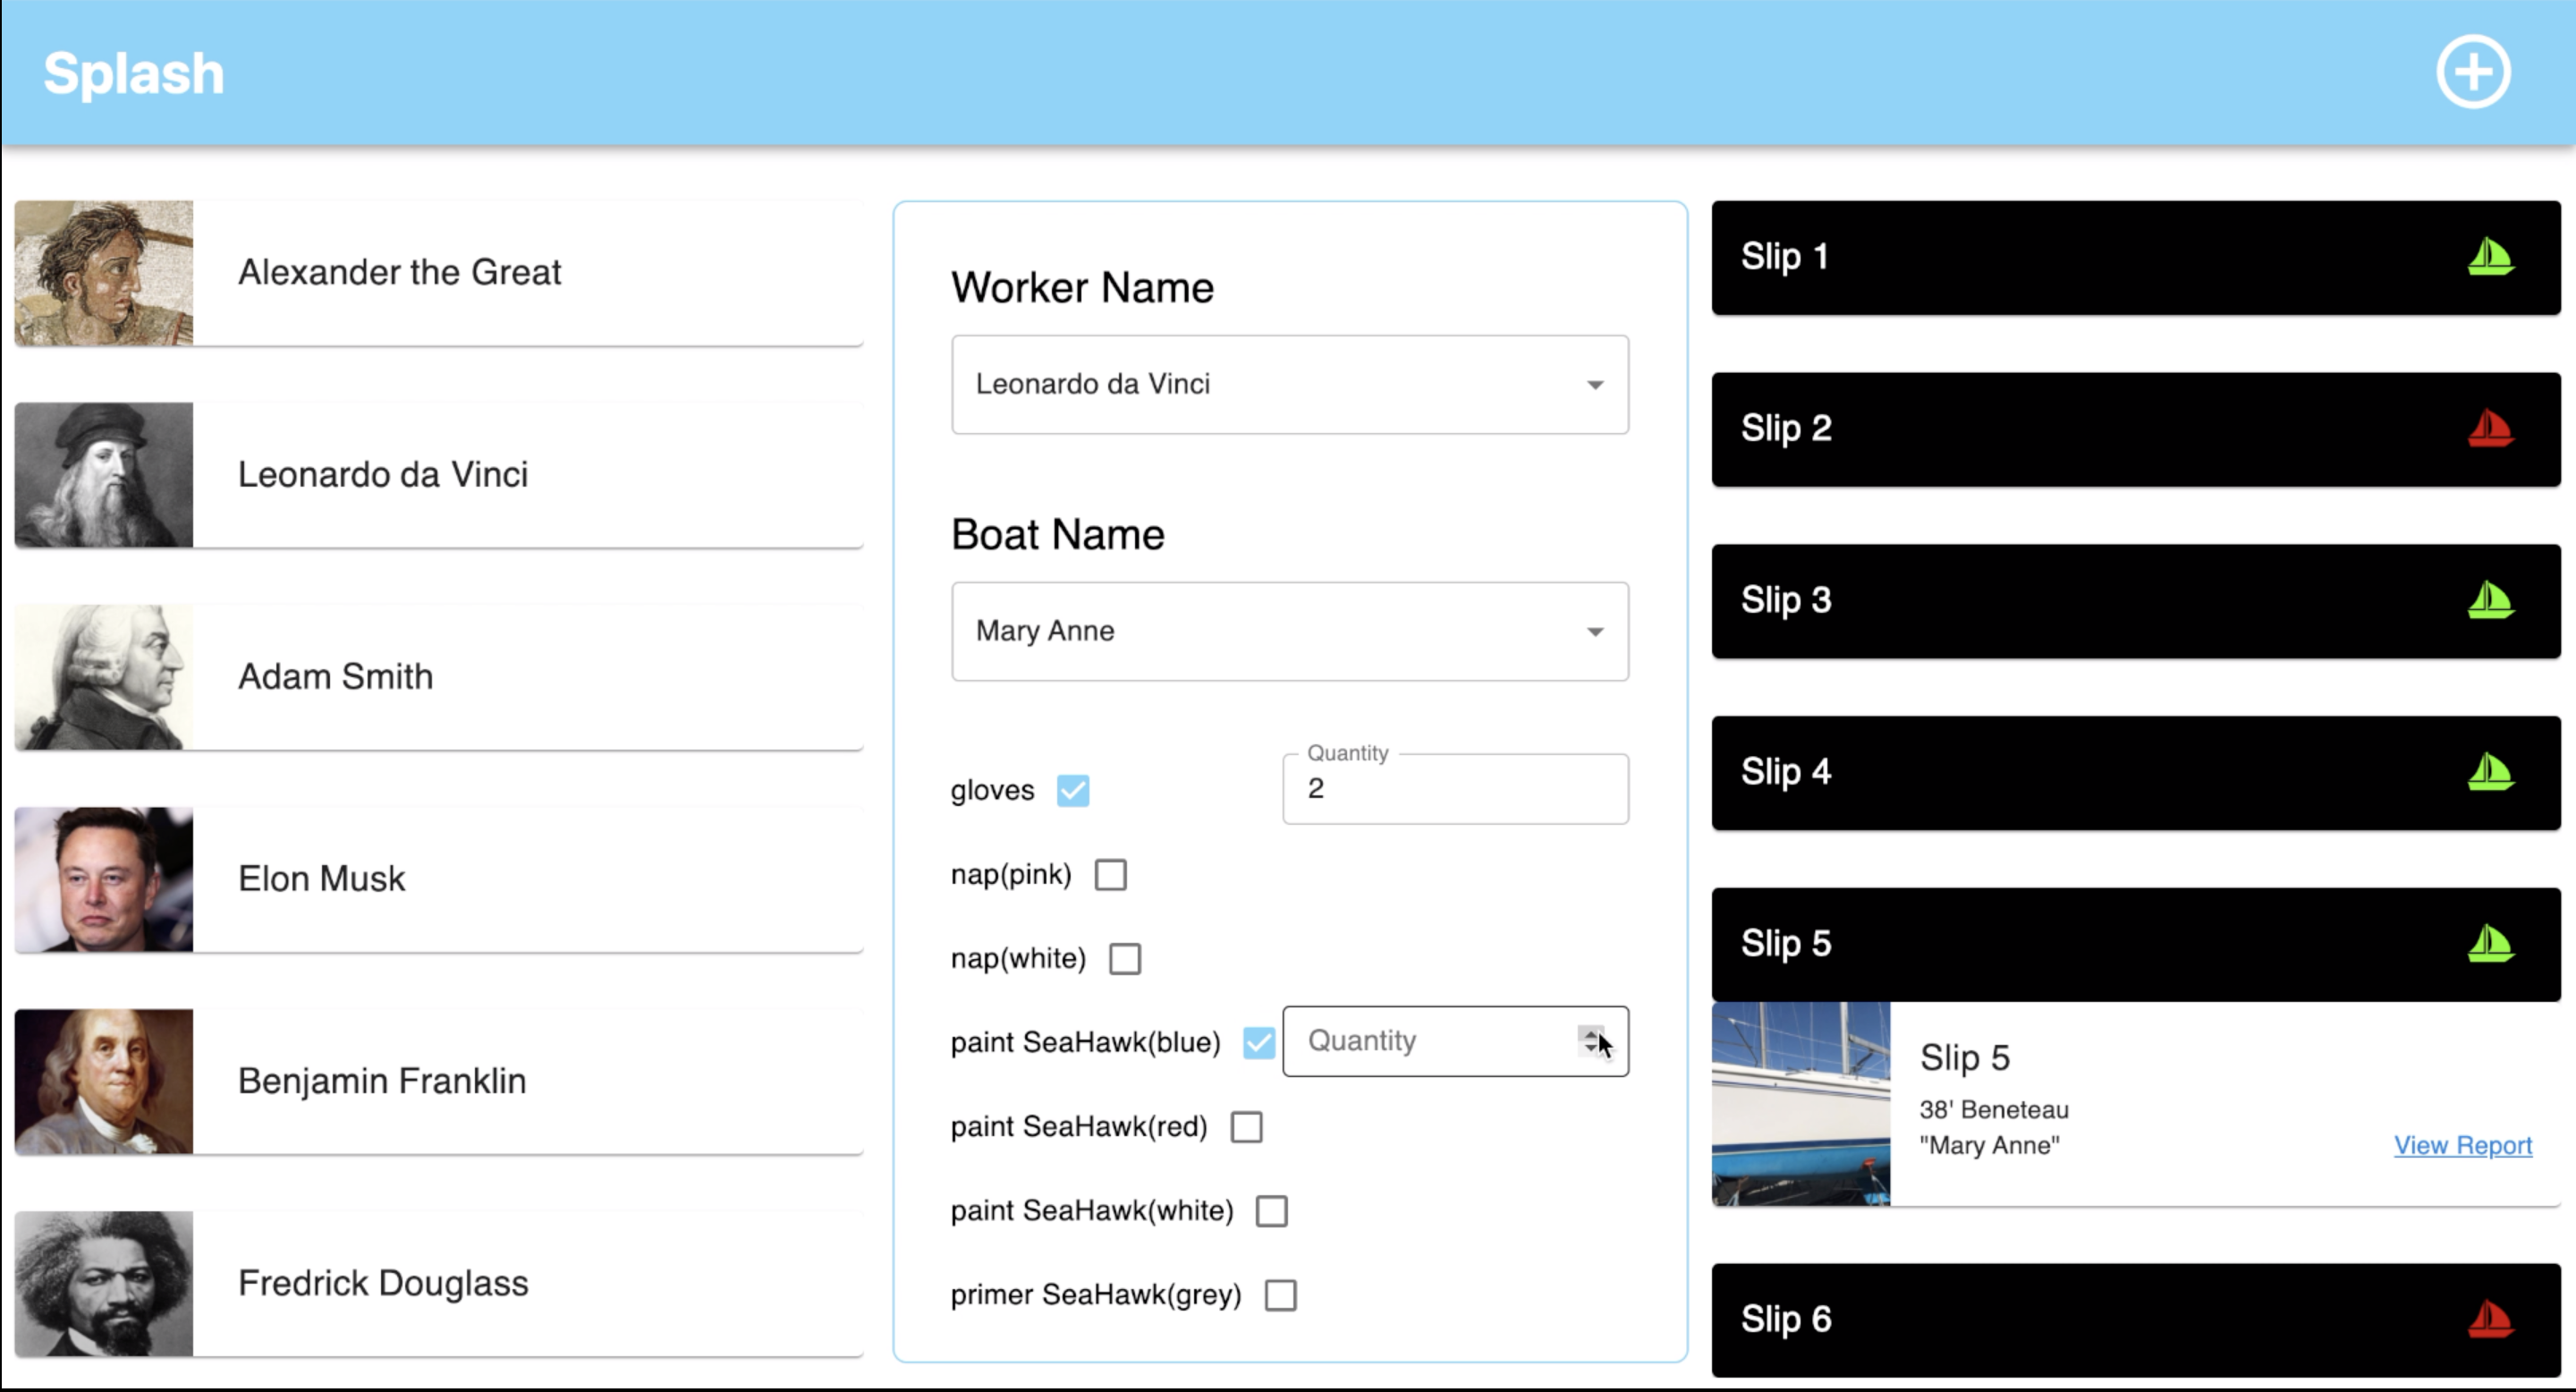 Splash
Alexander the Great
Leonardo da Vinci
Adam Smith
Elon Musk
Benjamin Franklin
Fredrick Douglass
Worker Name
Leonardo da Vinci
Boat Name
Mary Anne
Quantity
gloves 2
nap(pink)
nap(white)
paint SeaHawk(blue) Quantity
paint SeaHawk(red)
paint SeaHawk(white)
primer SeaHawk(grey)
Slip 1
Slip 2
Slip 3
Slip 4
Slip 5
Slip 5
38' Beneteau
"Mary Anne"
View Report
Slip 6